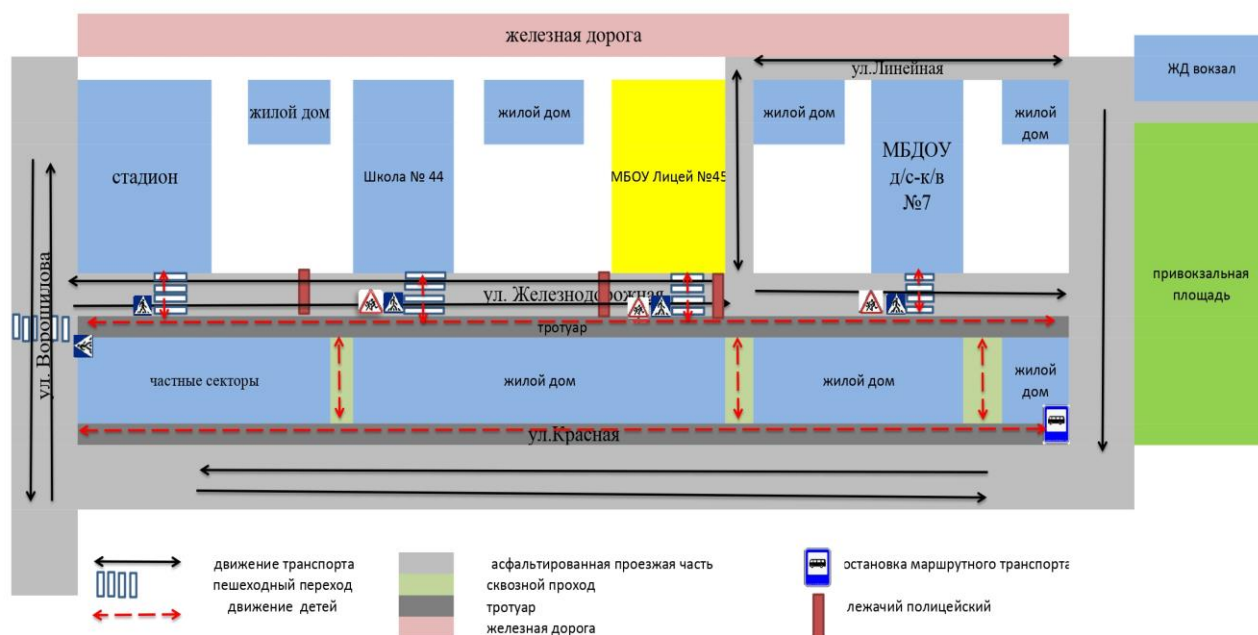 железная дорога
ул.Линейная
ЖД вокзал
жилой дом
жилой дом
жилой дом
жилой
дом
стадион
Школа № 44
МБОУ Лицей №45
МБДОУ
д/с-к/в
№7
привокзальная
площадь
ул. Ворошилова
ул. Железнодорожная
тротуар
частные секторы
жилой дом
жилой дом
жилой
дом
ул.Красная
движение транспорта
пешеходный переход
движение детей
асфальтированная проезжая часть
сквозной проход
тротуар
железная дорога
остановка маршрутного транспорта
лежачий полицейский